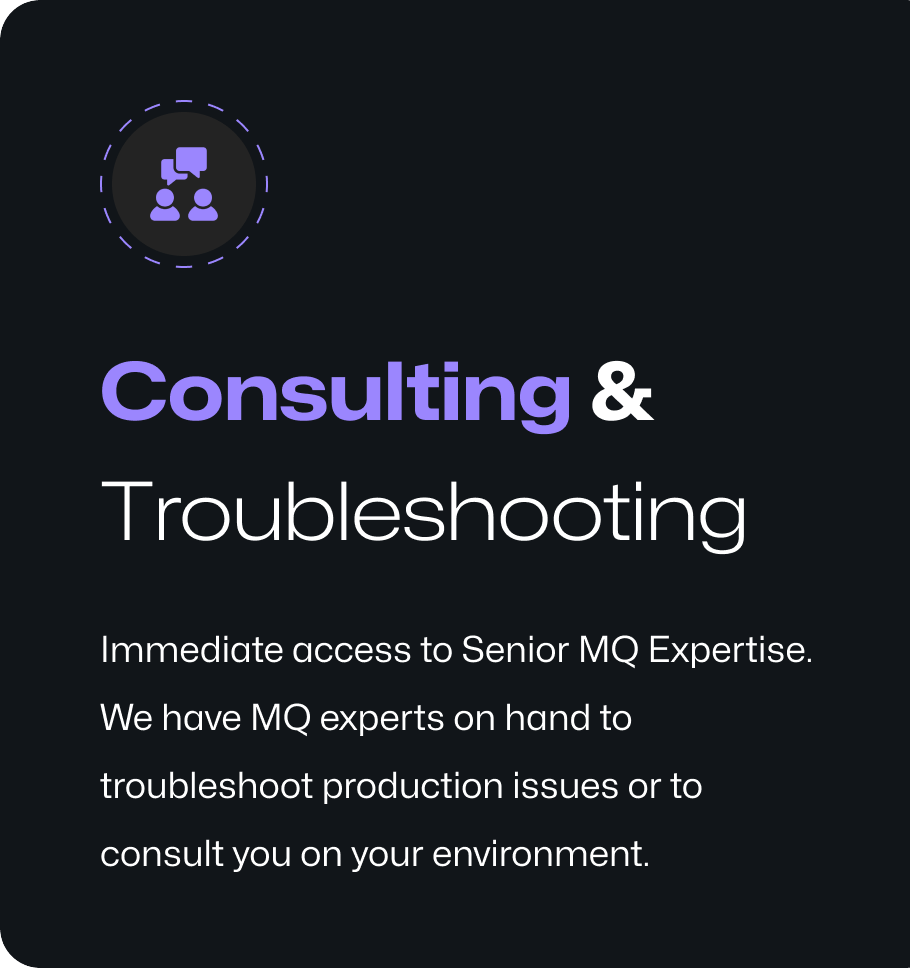 Consulting &
Troubleshooting
Immediate access to Senior MQ Expertise.
We have MQ experts on hand to
troubleshoot production issues or to
consult you on your environment.